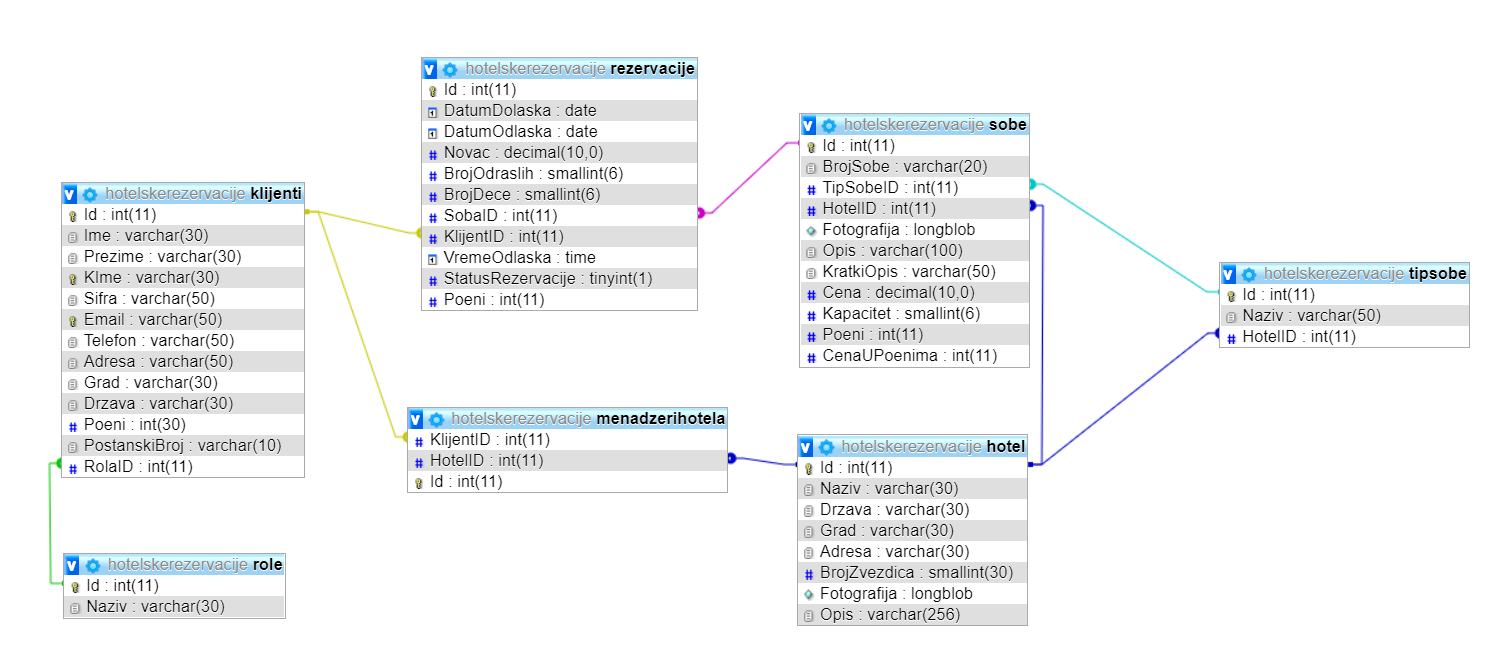 hotelskerezervacije rezervacije
Id : int(11)
DatumDolaska : date
DatumOdlaska : date
Novac : decimal(10,0)
BrojOdraslih : smallint(6)
BrojDece : smallint(6)
SobaID : int(11)
KlijentID : int(11)
VremeOdlaska : time
StatusRezervacije : tinyint(1)
Poeni : int(11)
hotelskerezervacije sobe
Id : int(11)
BrojSobe : varchar(20)
TipSobeID : int(11)
HotelID : int(11)
Fotografija : longblob
Opis : varchar(100)
KratkiOpis : varchar(50)
Cena : decimal(10,0)
Kapacitet : smallint(6)
Poeni : int(11)
CenaUPoenima : int(11)
hotelskerezervacije klijenti
Id : int(11)
Ime : varchar(30)
Prezime : varchar(30)
KIme : varchar(30)
Sifra : varchar(50)
Email : varchar(50)
Telefon : varchar(50)
Adresa : varchar(50)
Grad : varchar(30)
Drzava : varchar(30)
Poeni : int(30)
PostanskiBroj : varchar(10)
RolaID : int(11)
hotelskerezervacije tipsobe
Id : int(11)
Naziv : varchar(50)
HotelID : int(11)
hotelskerezervacije menadzerihotela
KlijentID : int(11)
HotelID : int(11)
Id : int(11)
hotelskerezervacije hotel
Id : int(11)
Naziv : varchar(30)
Drzava : varchar(30)
Grad : varchar(30)
Adresa : varchar(30)
BrojZvezdica : smallint(30)
Fotografija : longblob
Opis : varchar(256)
hotelskerezervacije role
Id : int(11)
Naziv : varchar(30)